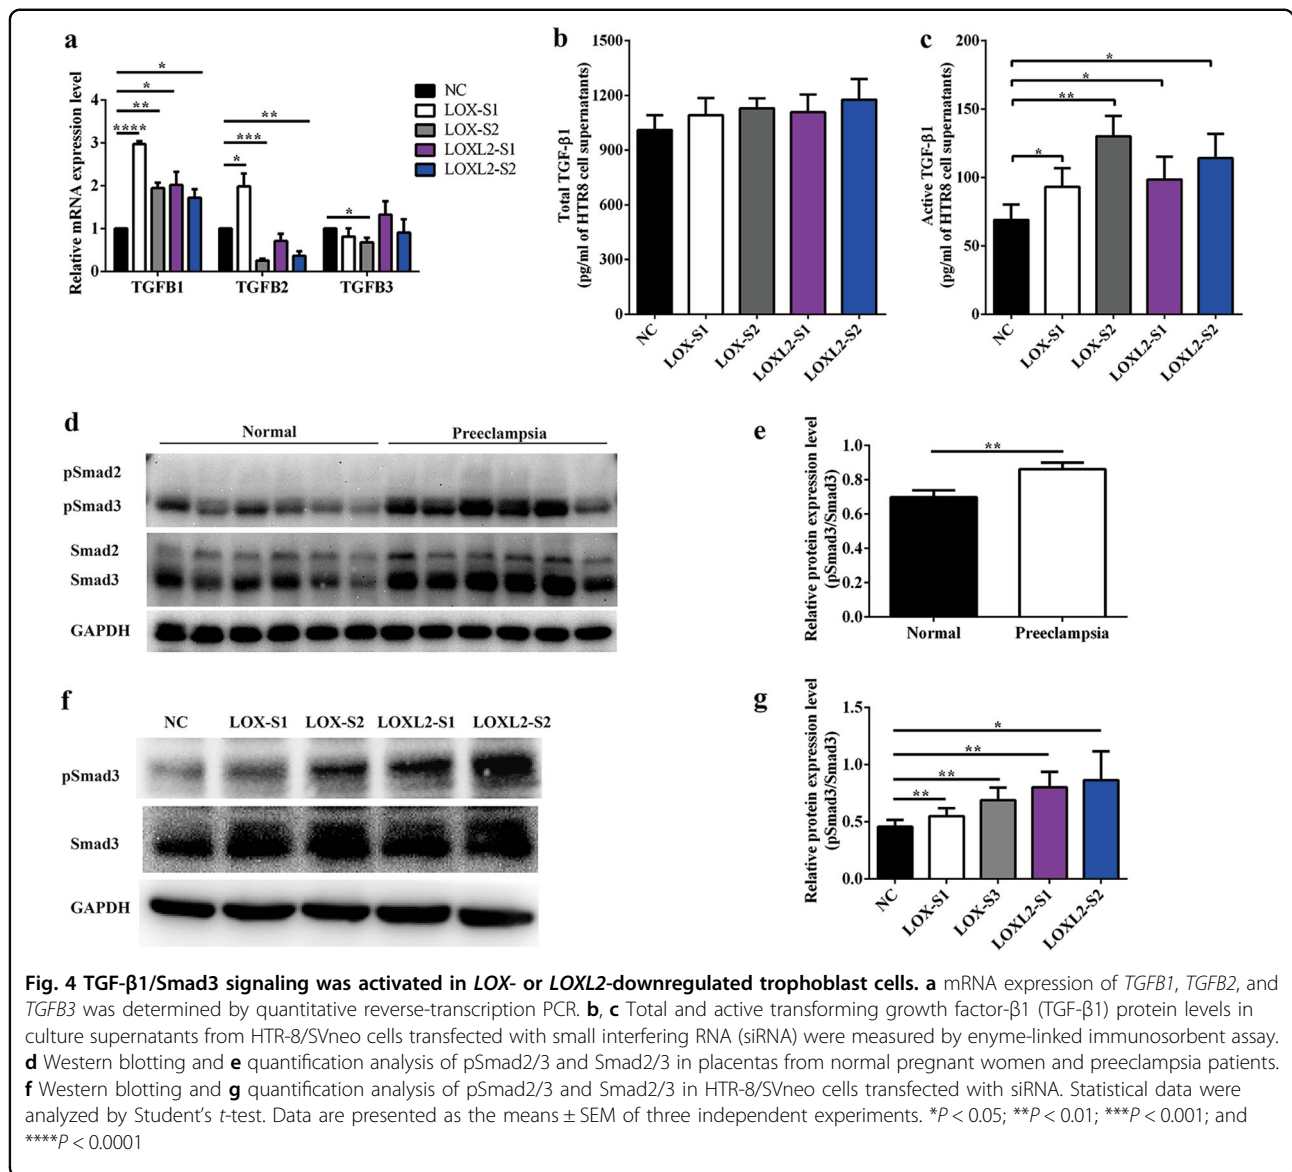 a
Relative mRNA expression level
4
3
2
1
0
****
**
*
*
*
***
**
*
TGFB1
TGFB2
TGFB3
NC
LOX-S1
LOX-S2
LOXL2-S1
LOXL2-S2
b
Total TGF-β1
(pg/ml of HTR8 cell supernatants)
1500
1200
900
600
300
0
NC
LOX-S1
LOX-S2
LOXL2-S1
LOXL2-S2
c
Active TGF-β1
(pg/ml of HTR8 cell supernatants)
200
150
100
50
0
*
*
**
*
NC
LOX-S1
LOX-S2
LOXL2-S1
LOXL2-S2
d
Normal
Preeclampsia
pSmad2
pSmad3
Smad2
Smad3
GAPDH
e
Relative protein expression level
(pSmad3/Smad3)
1.0
0.8
0.6
0.4
0.2
0.0
**
Normal
Preeclampsia
f
NC LOX-S1 LOX-S2 LOXL2-S1 LOXL2-S2
pSmad3
Smad3
GAPDH
g
Relative protein expression level
(pSmad3/Smad3)
1.5
1.0
0.5
0.0
*
**
**
**
NC
LOX-S1
LOX-S3
LOXL2-S1
LOXL2-S2
Fig. 4 TGF-β1/Smad3 signaling was activated in LOX- or LOXL2-downregulated trophoblast cells. a mRNA expression of TGFB1, TGFB2, and
TGFB3 was determined by quantitative reverse-transcription PCR. b, c Total and active transforming growth factor-β1 (TGF-β1) protein levels in
culture supernatants from HTR-8/SVneo cells transfected with small interfering RNA (siRNA) were measured by enyme-linked immunosorbent assay.
d Western blotting and e quantification analysis of pSmad2/3 and Smad2/3 in placentas from normal pregnant women and preeclampsia patients.
f Western blotting and g quantification analysis of pSmad2/3 and Smad2/3 in HTR-8/SVneo cells transfected with siRNA. Statistical data were
analyzed by Student's t-test. Data are presented as the means ± SEM of three independent experiments. *P < 0.05; **P < 0.01; ***P < 0.001; and
****P < 0.0001